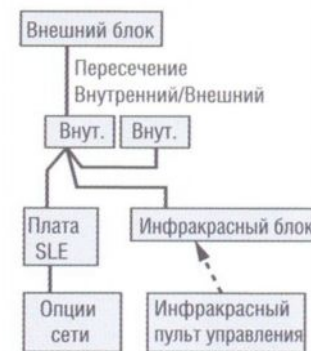 Внешний блок
Пересечение
Внутренний/Внешний
Внут.
Внут.
Плата
SLE
Инфракрасный блок
Опции
сети
Инфракрасный
пульт управления